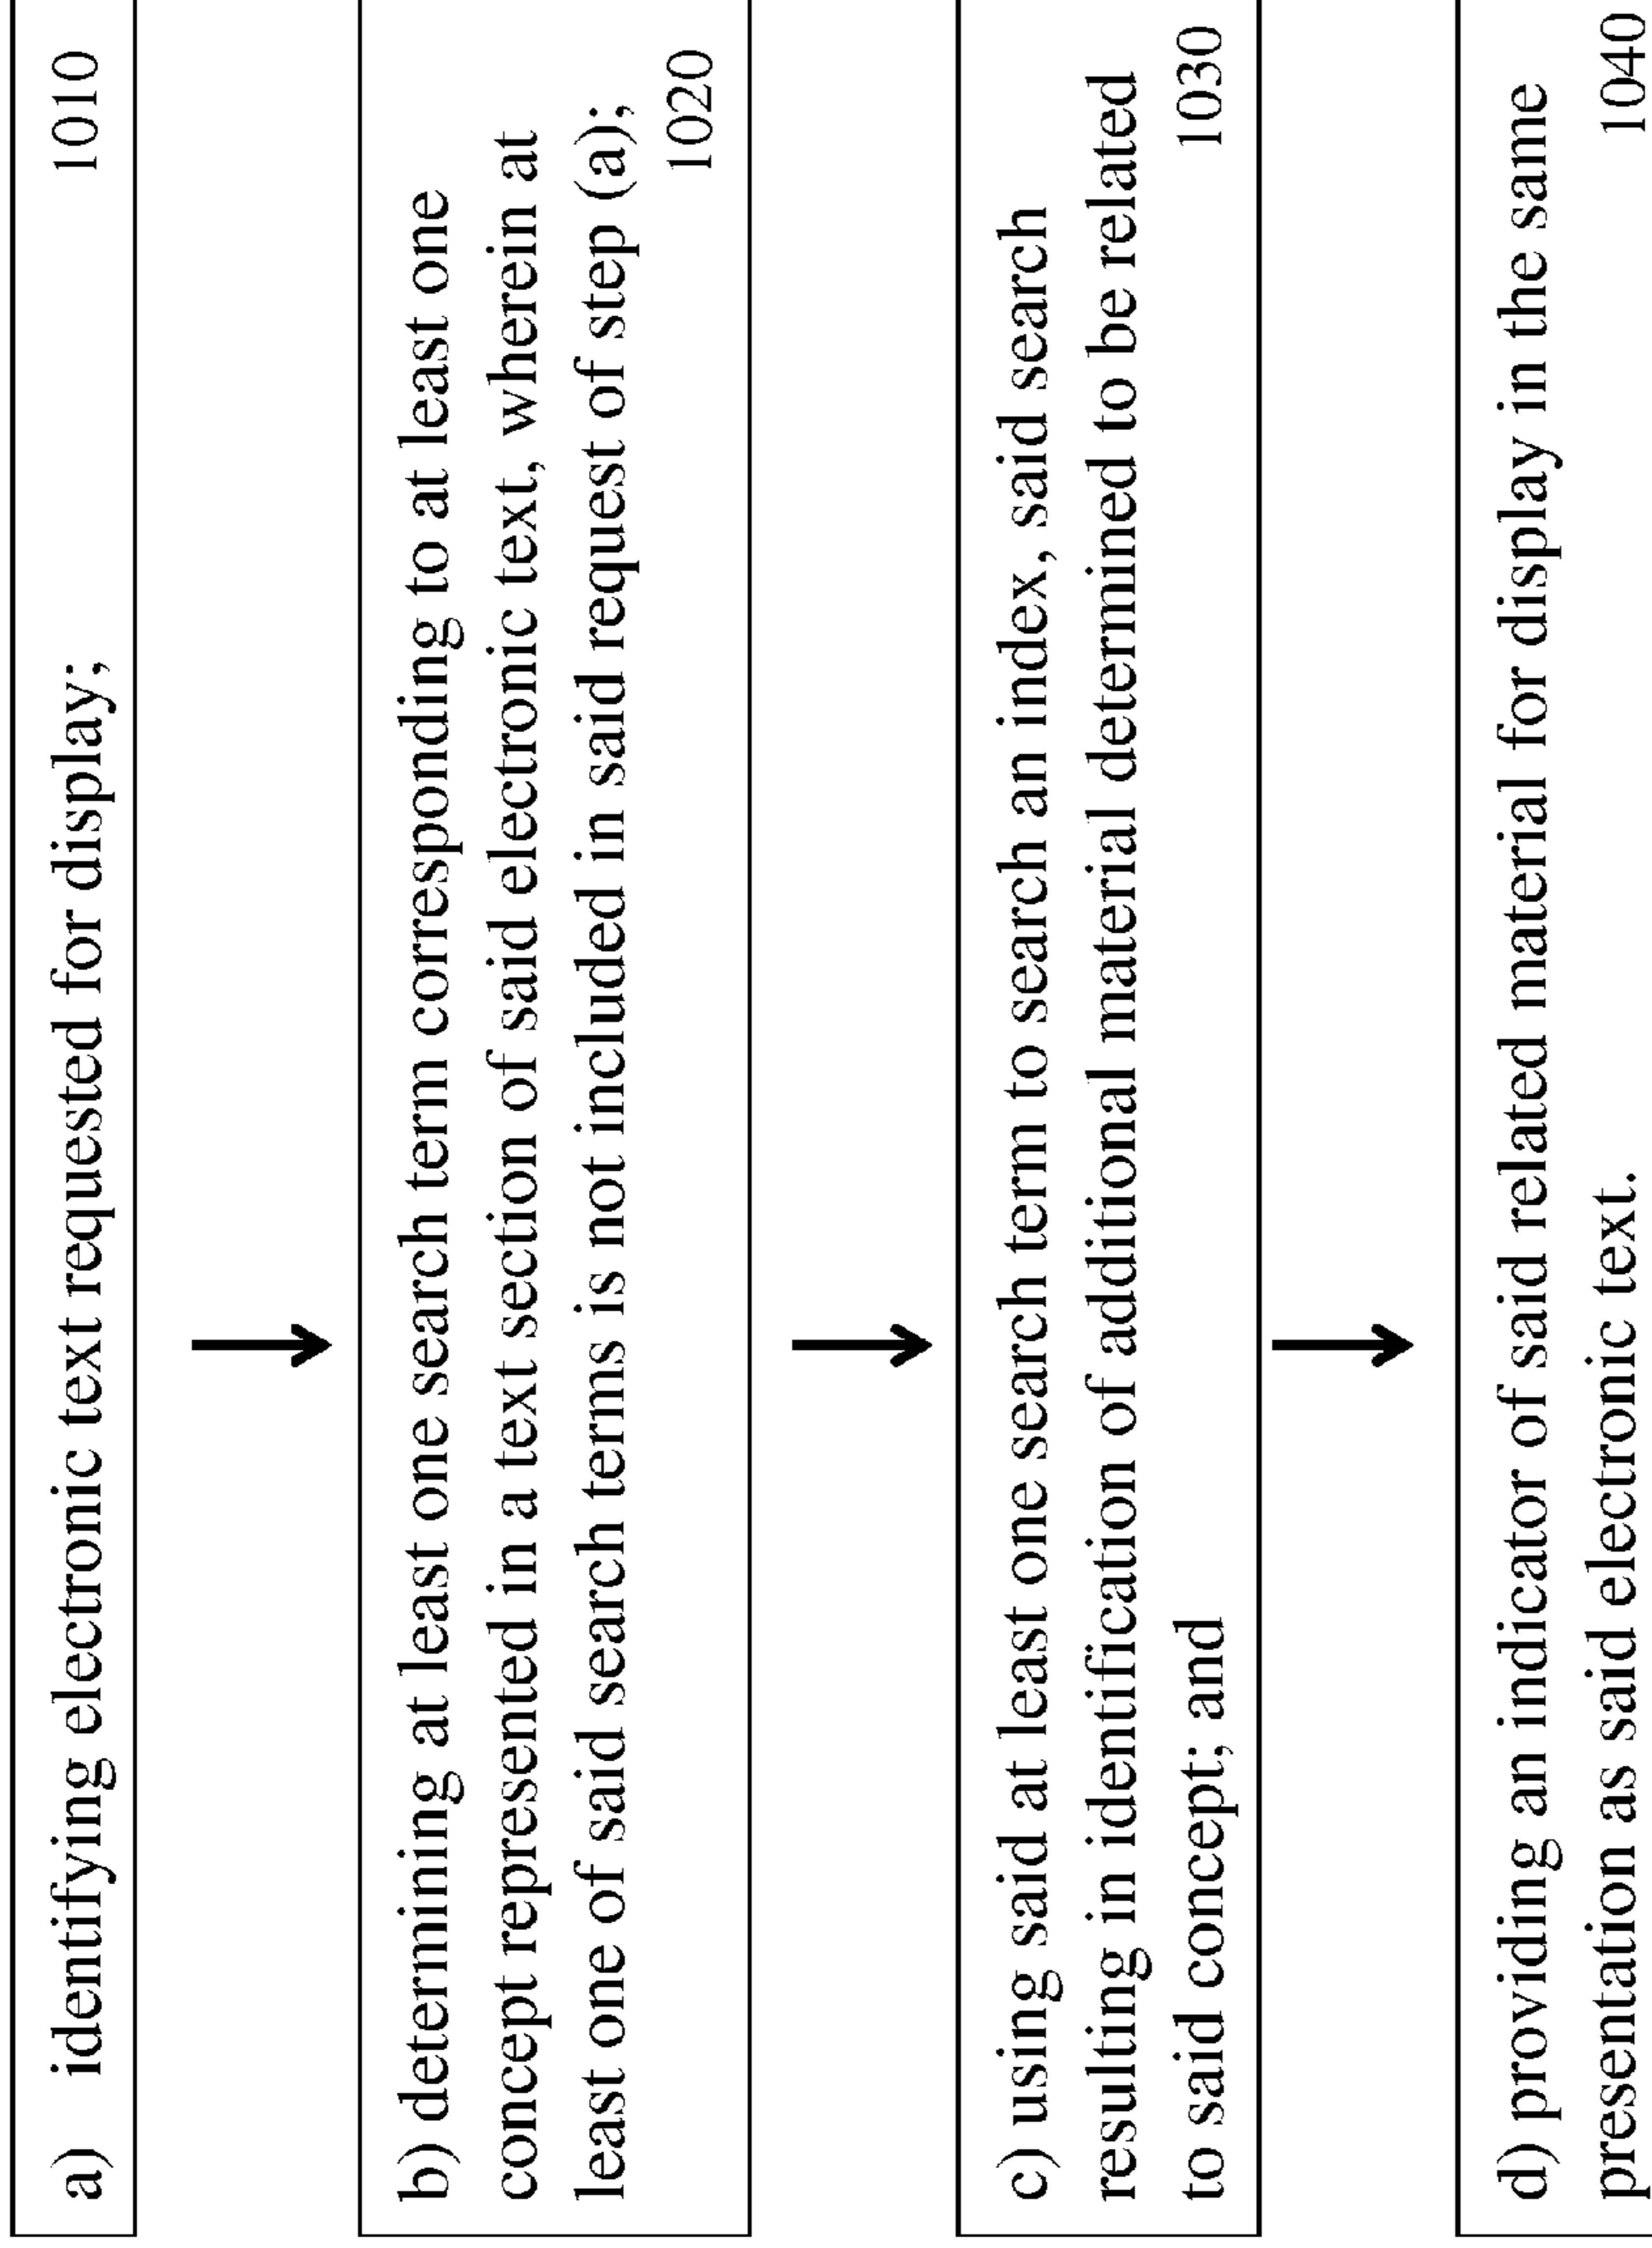 a) identifying electronic text requested for display; 1010
b) determining at least one search term corresponding to at least one
concept represented in a text section of said electronic text, wherein at
least one of said search terms is not included in said request of step (a);
1020
c) using said at least one search term to search an index, said search
resulting in identification of additional material determined to be related
to said concept; and 1030
d) providing an indicator of said related material for display in the same
presentation as said electronic text. 1040